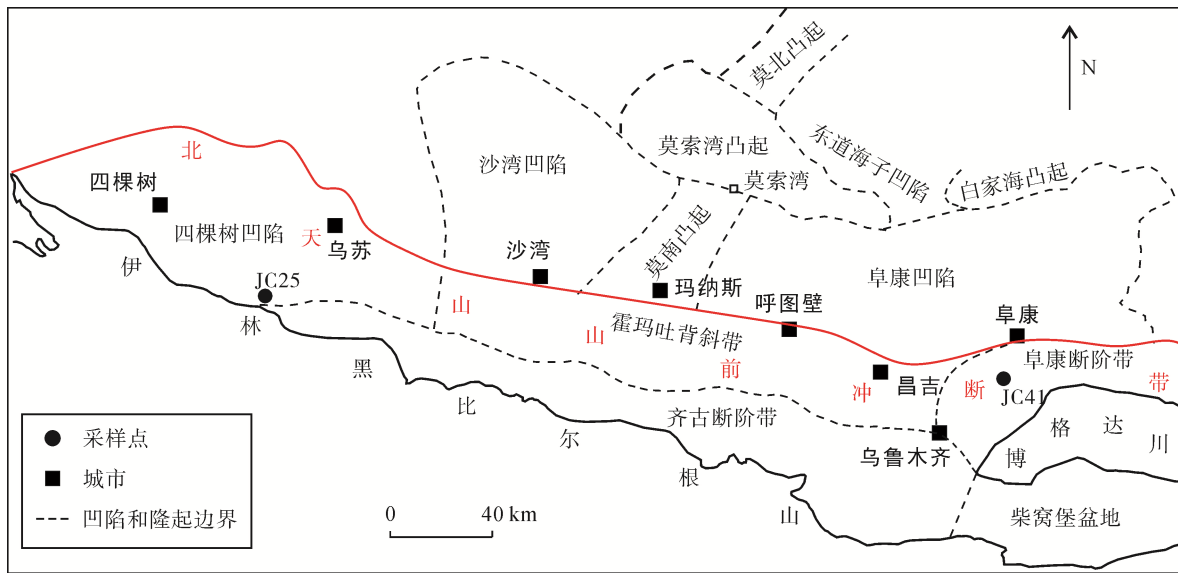 莫北凸起
N
北
沙湾凹陷
莫索湾凸起
东道海子凹陷
莫索湾
白家海凸起
四棵树
四棵树凹陷
天
乌苏
莫南凸起
沙湾
玛纳斯
阜康凹陷
伊
JC25
呼图壁
阜康
山
林
山
霍玛吐背斜带
前
阜康断阶带
黑
冲
昌吉
断
JC41
带
比
齐古断阶带
尔
乌鲁木齐
博
格
达
川
根
山
柴窝堡盆地
采样点
城市
凹陷和隆起边界
0
40 km